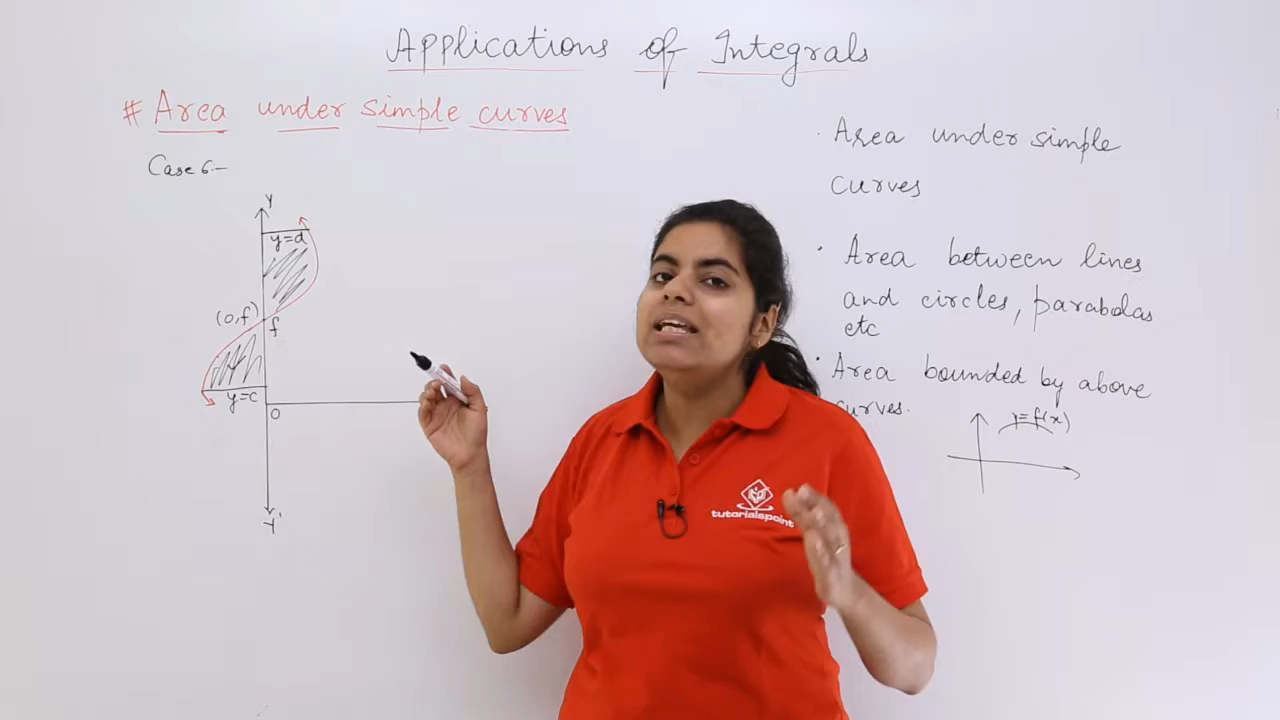 Applications of Integrals
# Area under simple curves
Case 6:-
Y
y=d
(0,f)
f
y=c
O
Y'
· Area under simple
curves
· Area between lines
and circles, parabolas
etc
· Area bounded by above
curves.
y=f(x)
tutorialspoint